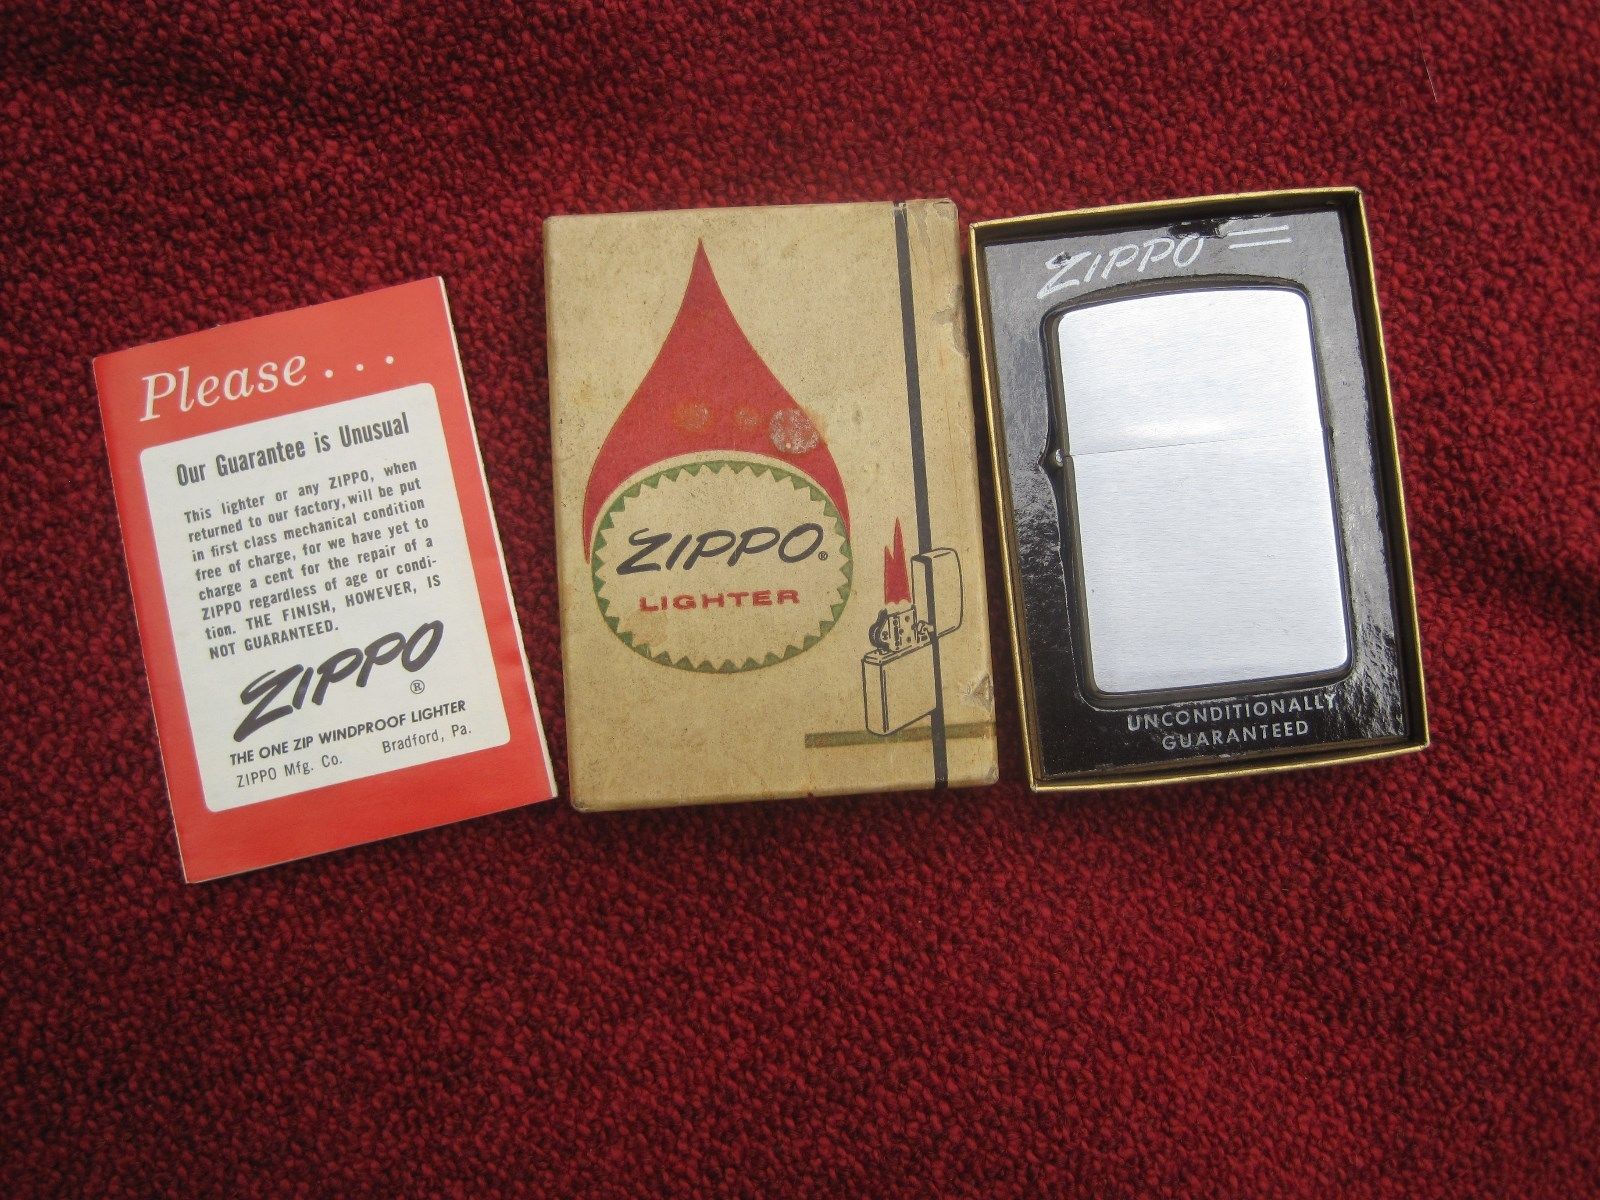 Please...
Our Guarantee is Unusual
This lighter or any ZIPPO, when
returned to our factory, will be put
in first class mechanical condition
free of charge, for we have yet to
charge a cent for the repair of a
ZIPPO regardless of age or condi-
tion. THE FINISH, HOWEVER, IS
NOT GUARANTEED.
ZIPPO
®
THE ONE ZIP WINDPROOF LIGHTER
ZIPPO Mfg. Co. Bradford, Pa.
ZIPPO®
LIGHTER
ZIPPO
UNCONDITIONALLY
GUARANTEED